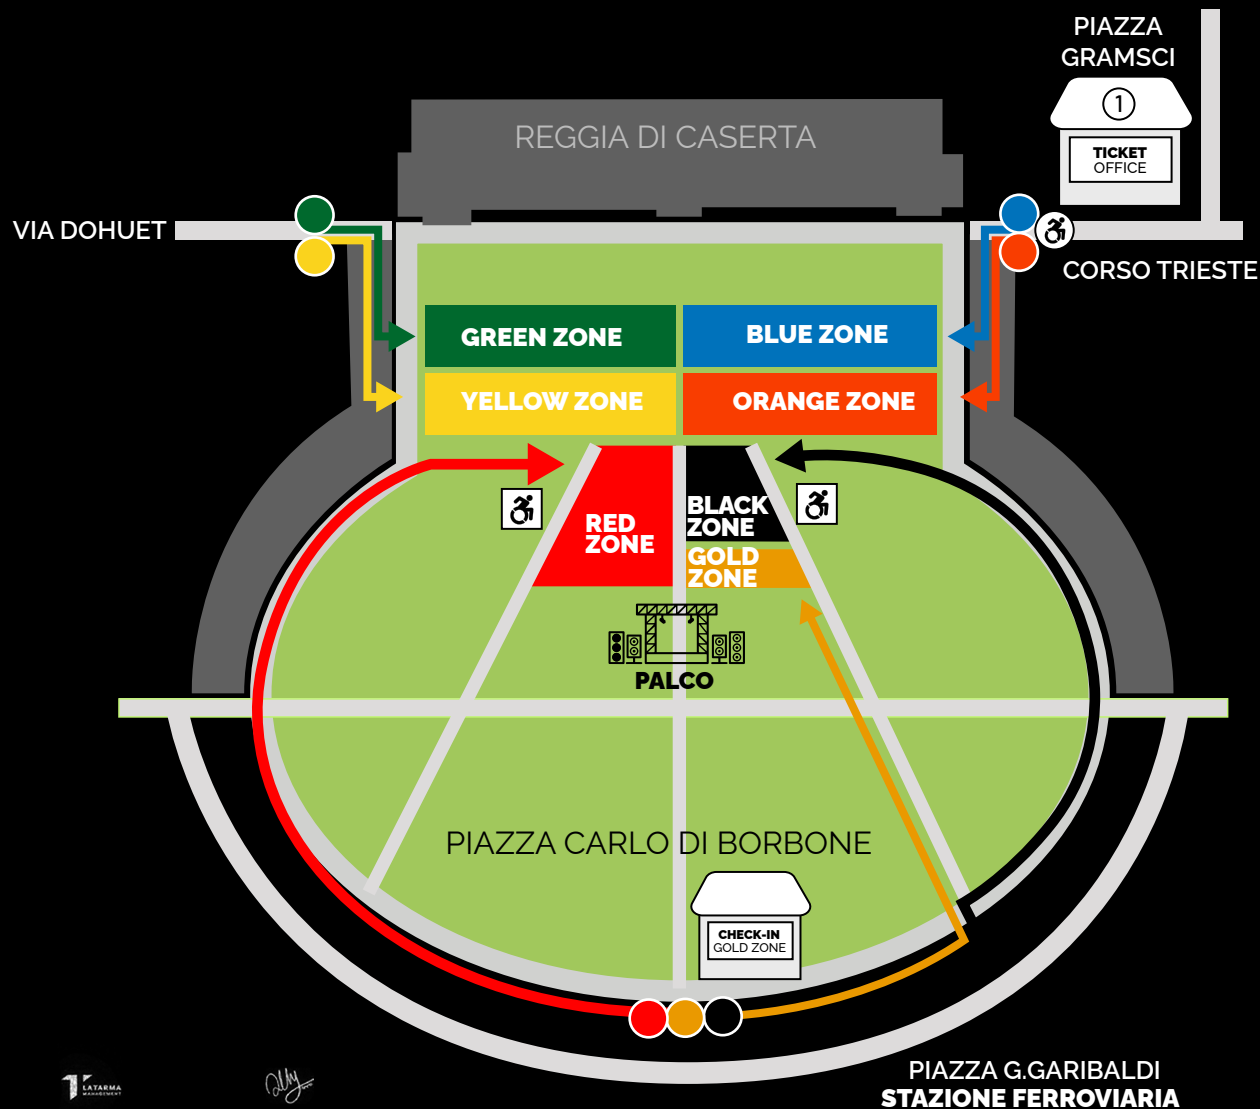 PIAZZA
GRAMSCI
1
TICKET
OFFICE
REGGIA DI CASERTA
VIA DOHUET
CORSO TRIESTE
GREEN ZONE
BLUE ZONE
YELLOW ZONE
ORANGE ZONE
RED
ZONE
BLACK
ZONE
GOLD
ZONE
PALCO
PIAZZA CARLO DI BORBONE
CHECK-IN
GOLD ZONE
PIAZZA G.GARIBALDI
STAZIONE FERROVIARIA
LATARMA
MANAGEMENT